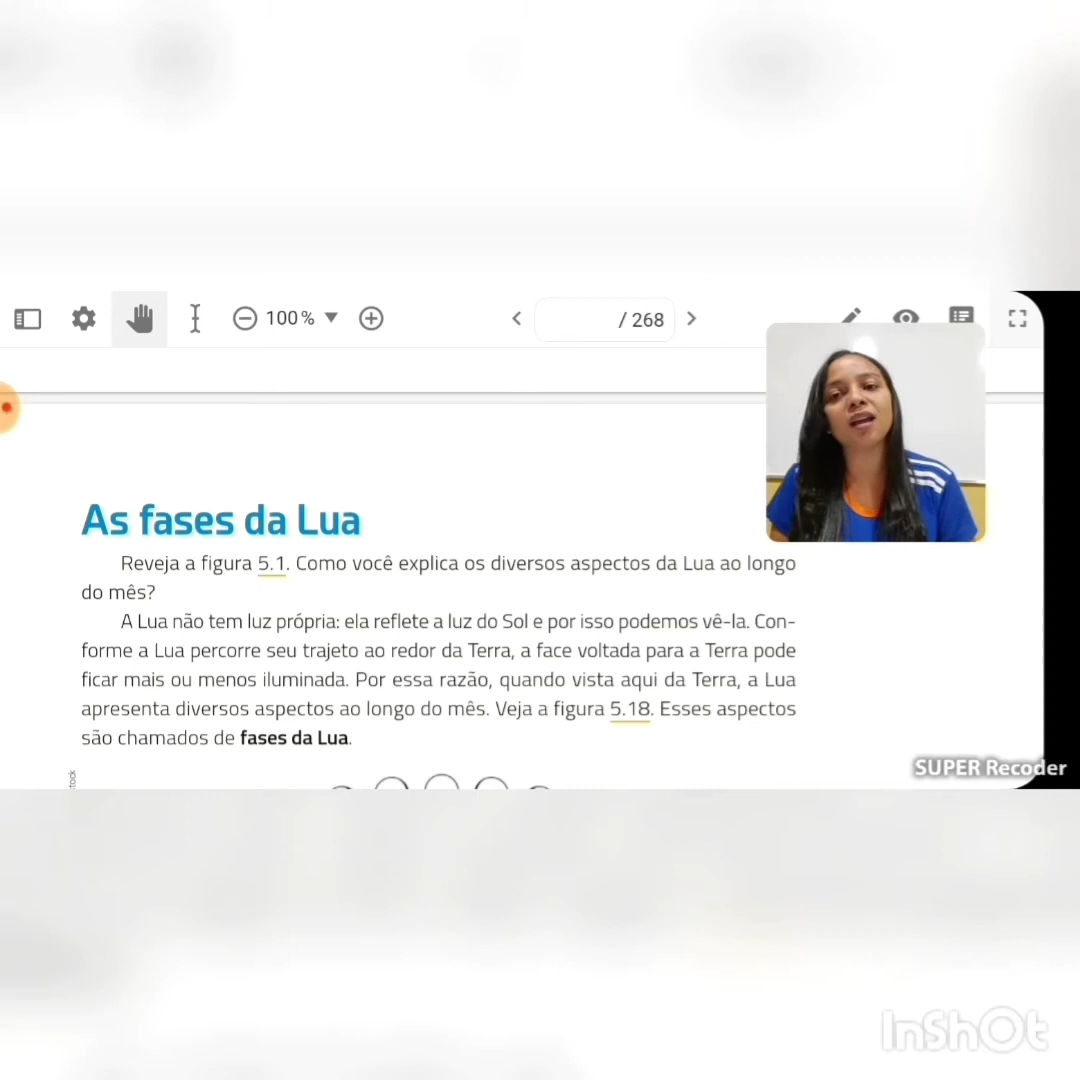 100%
/ 268
As fases da Lua
Reveja a figura 5.1. Como você explica os diversos aspectos da Lua ao longo
do mês?
A Lua não tem luz própria: ela reflete a luz do Sol e por isso podemos vê-la. Con-
forme a Lua percorre seu trajeto ao redor da Terra, a face voltada para a Terra pode
ficar mais ou menos iluminada. Por essa razão, quando vista aqui da Terra, a Lua
apresenta diversos aspectos ao longo do mês. Veja a figura 5.18. Esses aspectos
são chamados de fases da Lua.
SUPER Recoder
InShOt